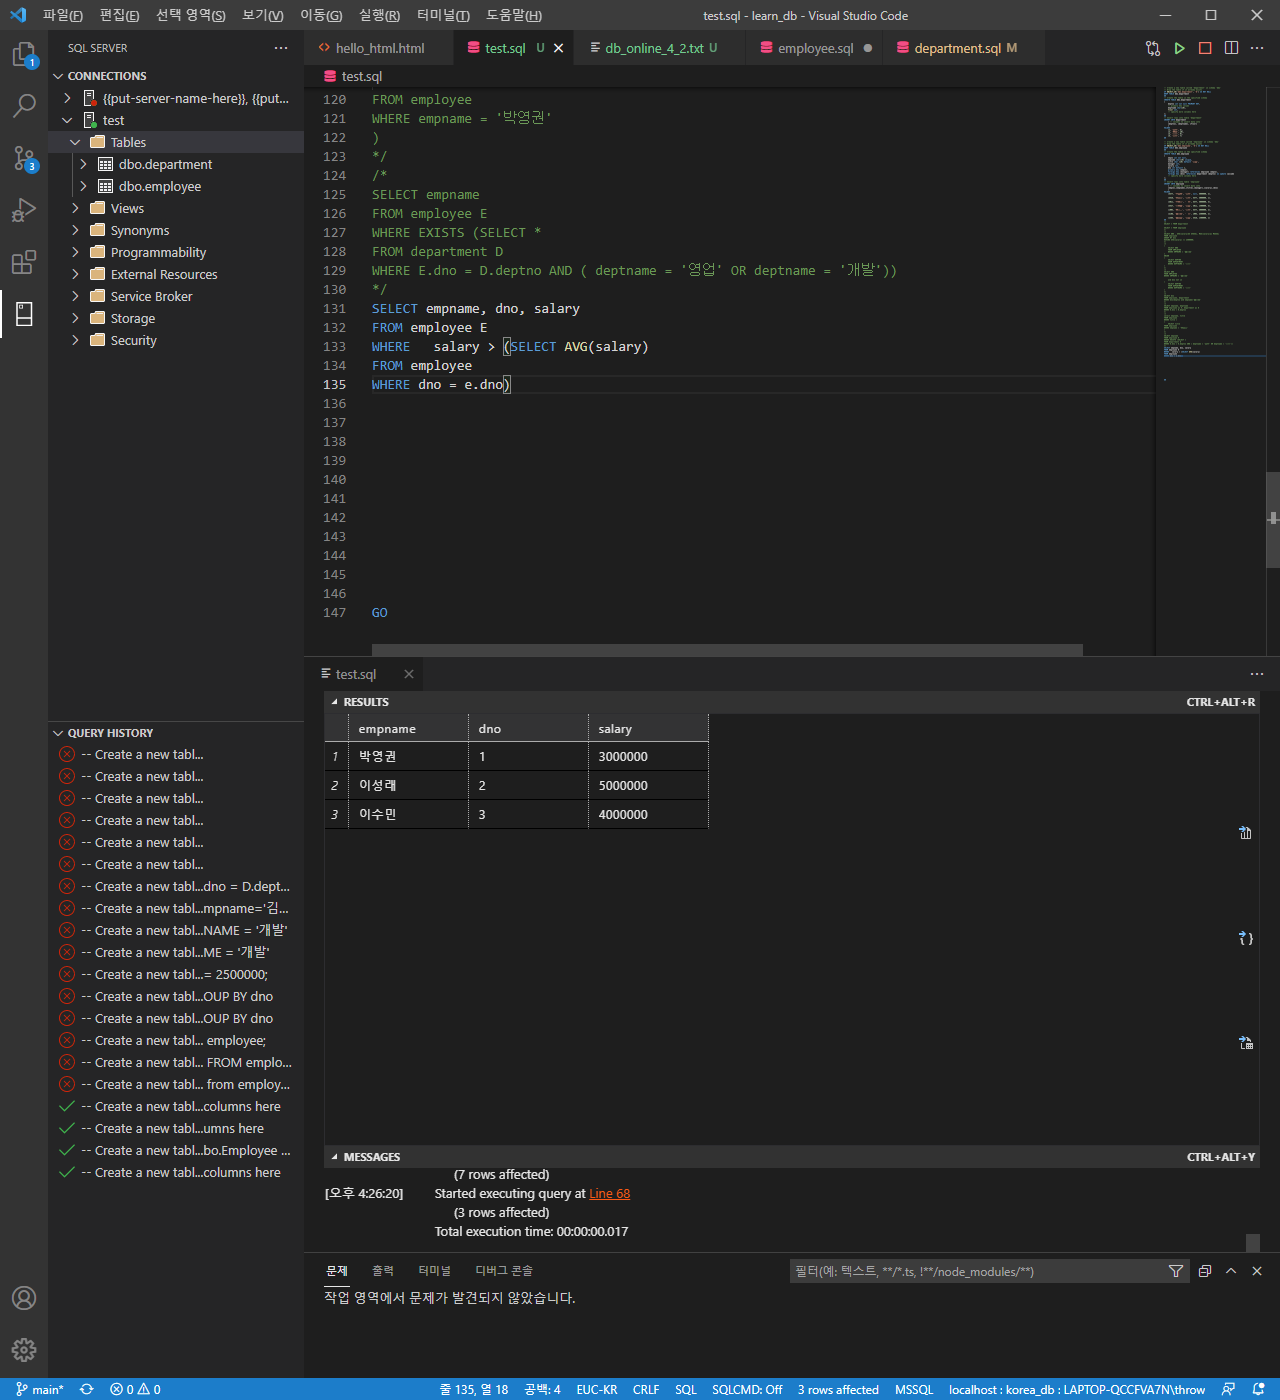 파일(F) 편집(E) 선택 영역(S) 보기(V) 이동(G) 실행(R) 터미널(T) 도움말(H) test.sql - learn_db - Visual Studio Code
SQL SERVER
hello_html.html test.sql U db_online_4_2.txt U employee.sql department.sql M
CONNECTIONS
{{put-server-name-here}}, {{put...
test
Tables
dbo.department
dbo.employee
Views
Synonyms
Programmability
External Resources
Service Broker
Storage
Security
1
3
test.sql
120 FROM employee
121 WHERE empname = '박영권'
122 )
123 */
124 /*
125 SELECT empname
126 FROM employee E
127 WHERE EXISTS (SELECT *
128 FROM department D
129 WHERE E.dno = D.deptno AND ( deptname = '영업' OR deptname = '개발'))
130 */
131 SELECT empname, dno, salary
132 FROM employee E
133 WHERE   salary > (SELECT AVG(salary)
134 FROM employee
135 WHERE dno = e.dno)
136
137
138
139
140
141
142
143
144
145
146
147 GO
QUERY HISTORY
-- Create a new tabl...
-- Create a new tabl...
-- Create a new tabl...
-- Create a new tabl...
-- Create a new tabl...
-- Create a new tabl...
-- Create a new tabl...dno = D.dept...
-- Create a new tabl...mpname='김...
-- Create a new tabl...NAME = '개발'
-- Create a new tabl...ME = '개발'
-- Create a new tabl...= 2500000;
-- Create a new tabl...OUP BY dno
-- Create a new tabl...OUP BY dno
-- Create a new tabl... employee;
-- Create a new tabl... FROM emplo...
-- Create a new tabl... from employ...
-- Create a new tabl...columns here
-- Create a new tabl...umns here
-- Create a new tabl...bo.Employee ...
-- Create a new tabl...columns here
test.sql
RESULTS CTRL+ALT+R
empname dno salary
1 박영권 1 3000000
2 이성래 2 5000000
3 이수민 3 4000000
MESSAGES CTRL+ALT+Y
(7 rows affected)
[오후 4:26:20] Started executing query at Line 68
(3 rows affected)
Total execution time: 00:00:00.017
문제 출력 터미널 디버그 콘솔 필터(예: 텍스트, **/*.ts, !**/node_modules/**)
작업 영역에서 문제가 발견되지 않았습니다.
main* 0 0 줄 135, 열 18 공백: 4 EUC-KR CRLF SQL SQLCMD: Off 3 rows affected MSSQL localhost : korea_db : LAPTOP-QCCFVA7N\throw